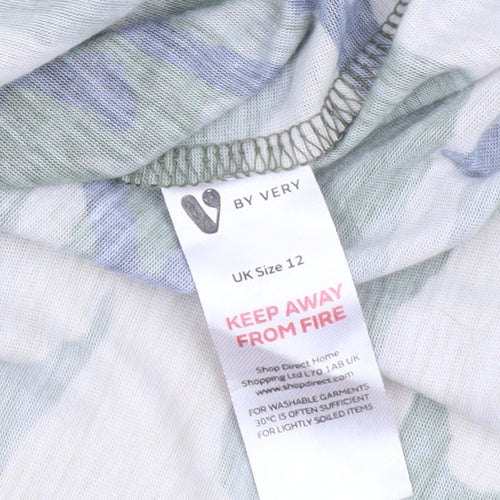 V BY VERY
UK Size 12
KEEP AWAY
FROM FIRE
Shop Direct Home
Shopping Ltd L70 1AB UK
www.shopdirect.com
FOR WASHABLE GARMENTS
30°C IS OFTEN SUFFICIENT
FOR LIGHTLY SOILED ITEMS